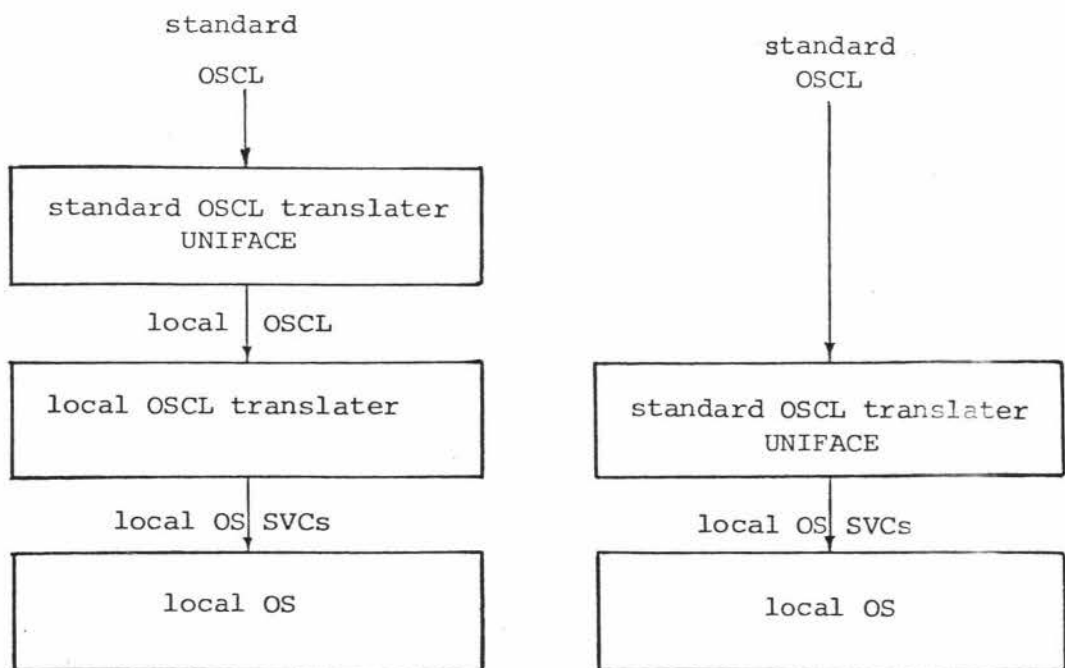 standard
OSCL
standard OSCL translater
UNIFACE
local OSCL
local OSCL translater
local OS SVCs
local OS
standard
OSCL
standard OSCL translater
UNIFACE
local OS SVCs
local OS